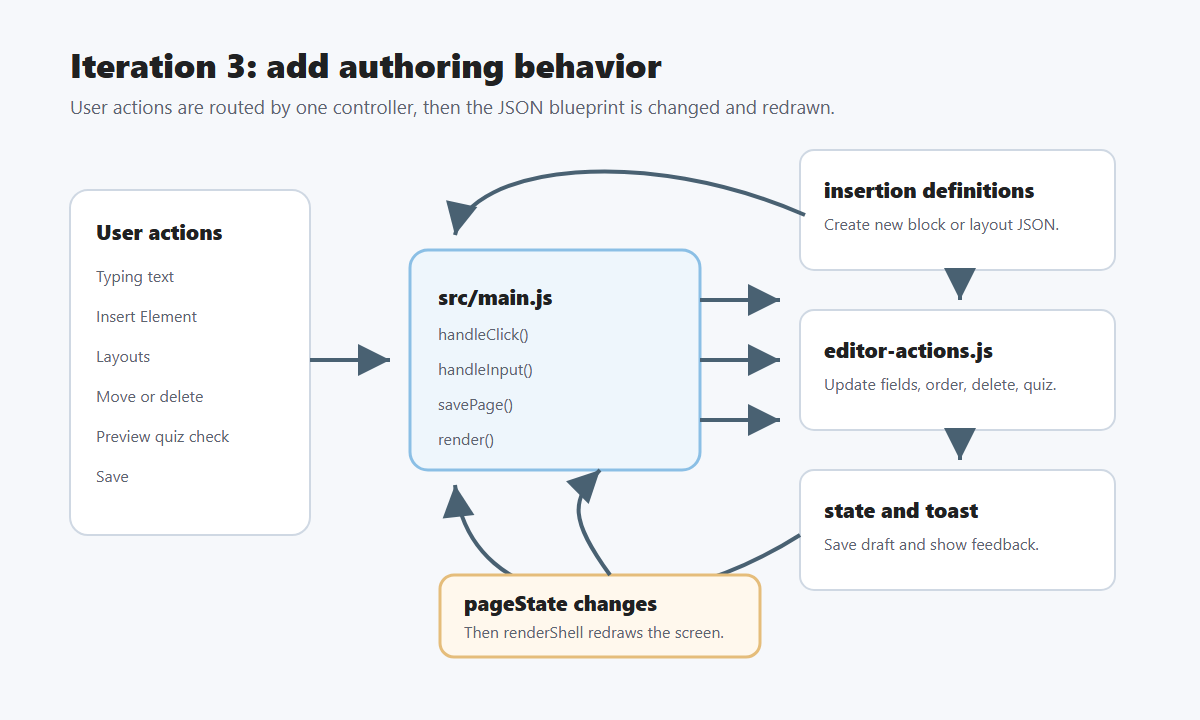 Iteration 3: add authoring behavior
User actions are routed by one controller, then the JSON blueprint is changed and redrawn.
User actions
Typing text
Insert Element
Layouts
Move or delete
Preview quiz check
Save
src/main.js
handleClick()
handleInput()
savePage()
render()
insertion definitions
Create new block or layout JSON.
editor-actions.js
Update fields, order, delete, quiz.
state and toast
Save draft and show feedback.
pageState changes
Then renderShell redraws the screen.